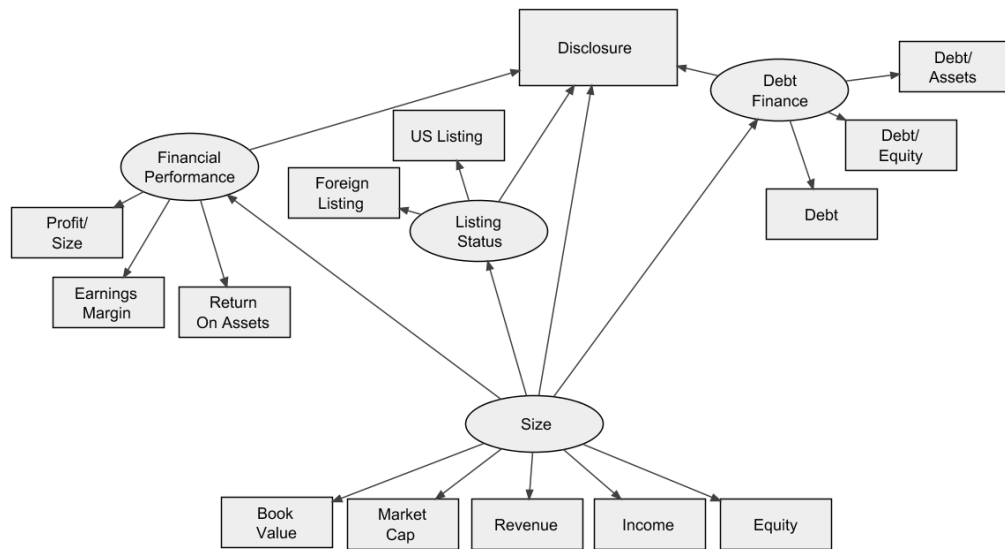 Disclosure
Debt
Finance
Debt/
Assets
US Listing
Debt/
Equity
Financial
Performance
Foreign
Listing
Listing
Status
Debt
Profit/
Size
Earnings
Margin
Return
On Assets
Size
Book
Value
Market
Cap
Revenue
Income
Equity